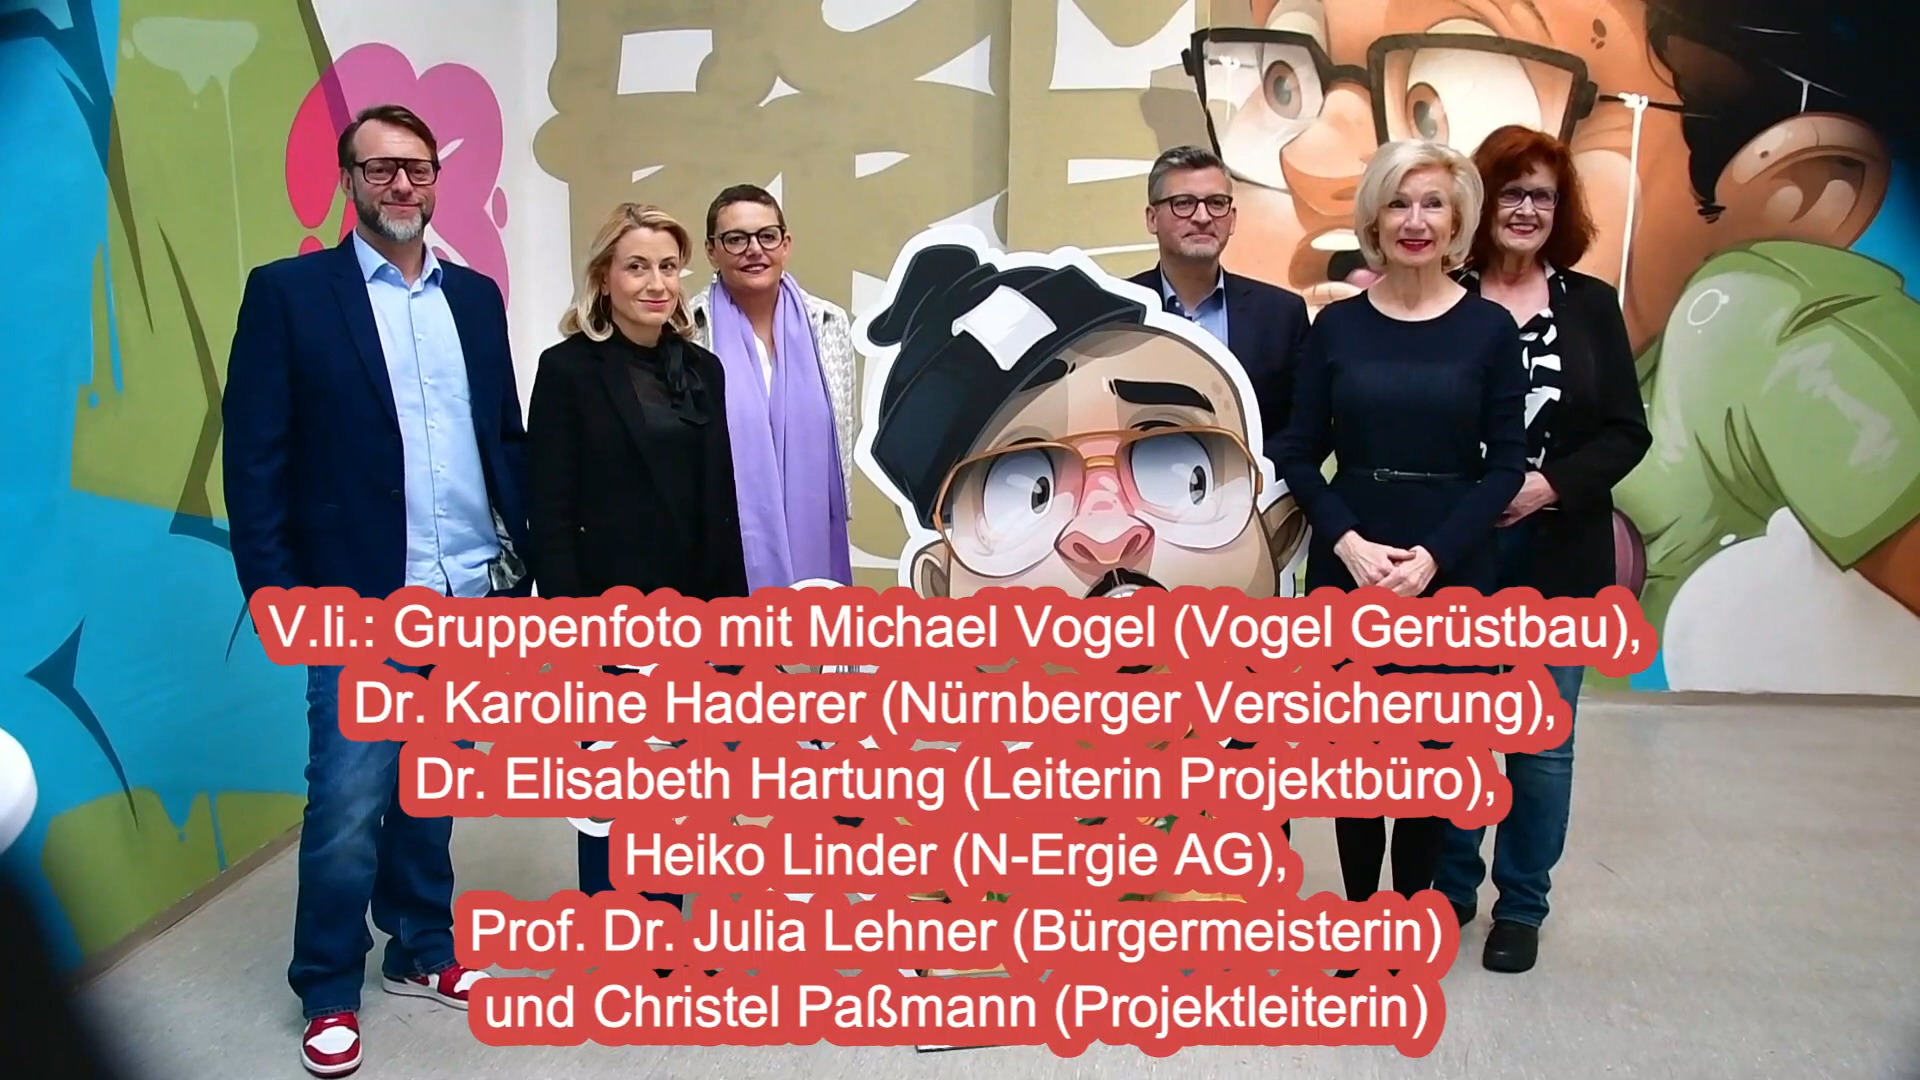 V.li.: Gruppenfoto mit Michael Vogel (Vogel Gerüstbau),
Dr. Karoline Haderer (Nürnberger Versicherung),
Dr. Elisabeth Hartung (Leiterin Projektbüro),
Heiko Linder (N-Ergie AG),
Prof. Dr. Julia Lehner (Bürgermeisterin)
und Christel Paßmann (Projektleiterin)